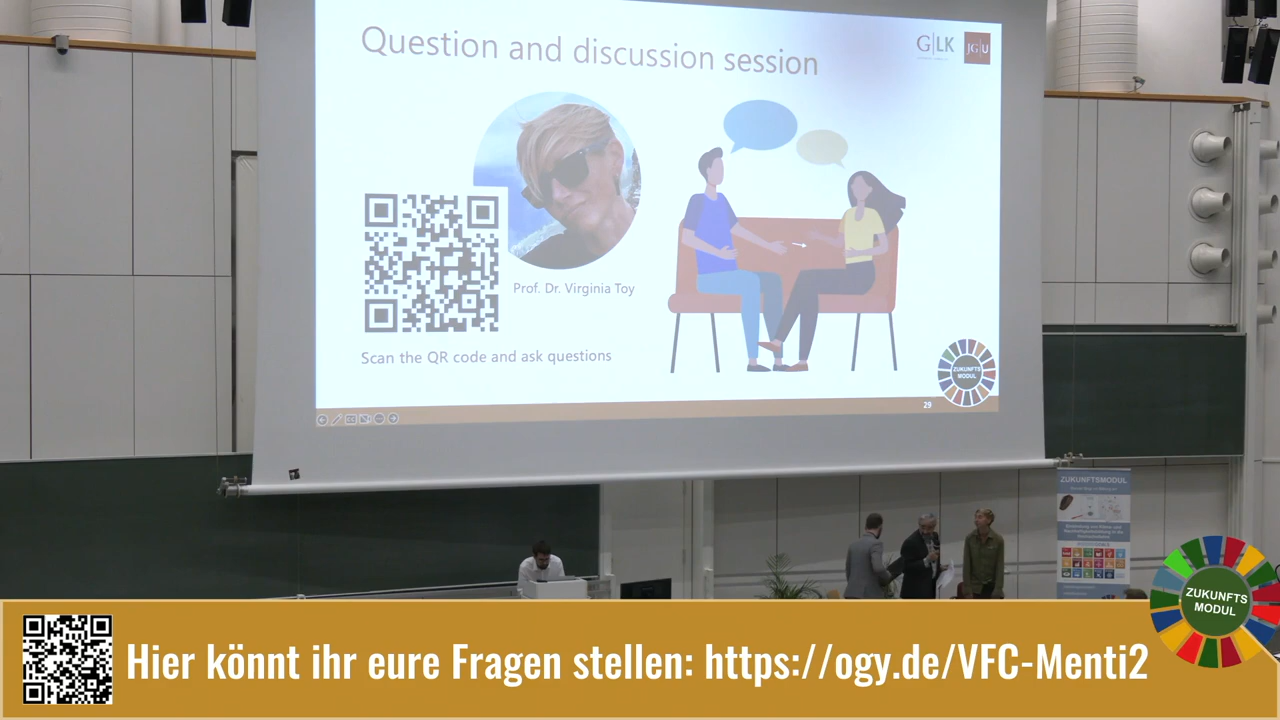 Question and discussion session
G|LK
JG|U
Prof. Dr. Virginia Toy
Scan the QR code and ask questions
ZUKUNFTS
MODUL
29
ZUKUNFTSMODUL
ZUKUNFTS
MODUL
Hier könnt ihr eure Fragen stellen: https://ogy.de/VFC-Menti2